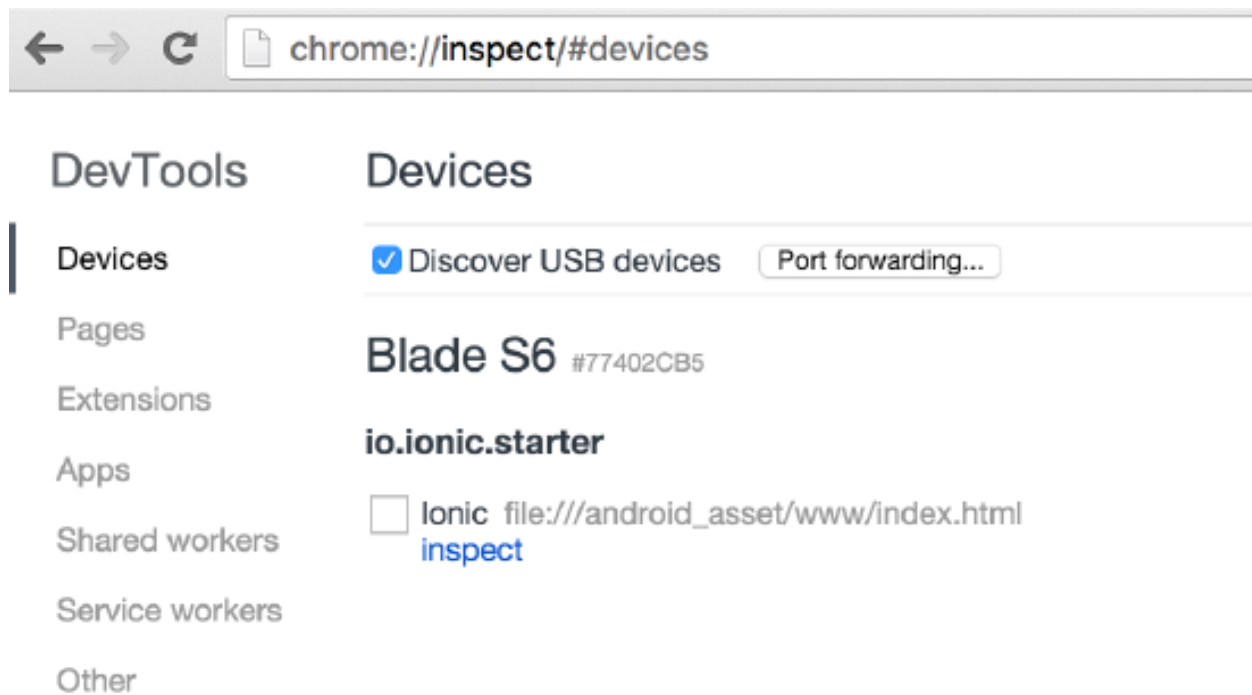 chrome://inspect/#devices
DevTools
Devices
Pages
Extensions
Apps
Shared workers
Service workers
Other
Devices
Discover USB devices Port forwarding...
Blade S6 #77402CB5
io.ionic.starter
Ionic file:///android_asset/www/index.html
inspect